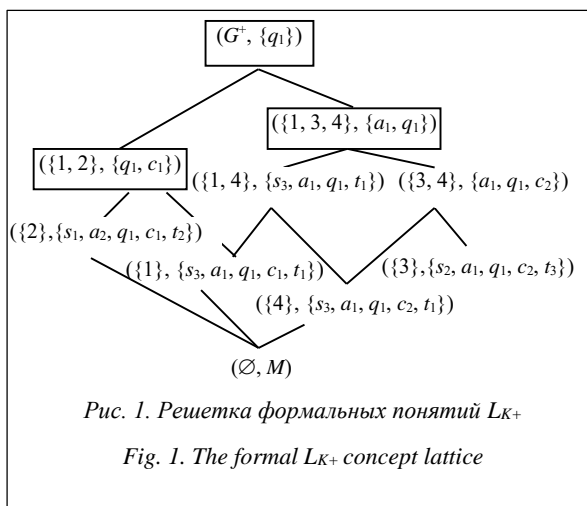 (G⁺, {q₁})
({1, 3, 4}, {a₁, q₁})
({1, 2}, {q₁, c₁})
({1, 4}, {s₃, a₁, q₁, t₁})
({3, 4}, {a₁, q₁, c₂})
({2},{s₁, a₂, q₁, c₁, t₂})
({1}, {s₃, a₁, q₁, c₁, t₁})
({3},{s₂, a₁, q₁, c₂, t₃})
({4}, {s₃, a₁, q₁, c₂, t₁})
(∅, M)
Рис. 1. Решетка формальных понятий L_K+
Fig. 1. The formal L_K+ concept lattice